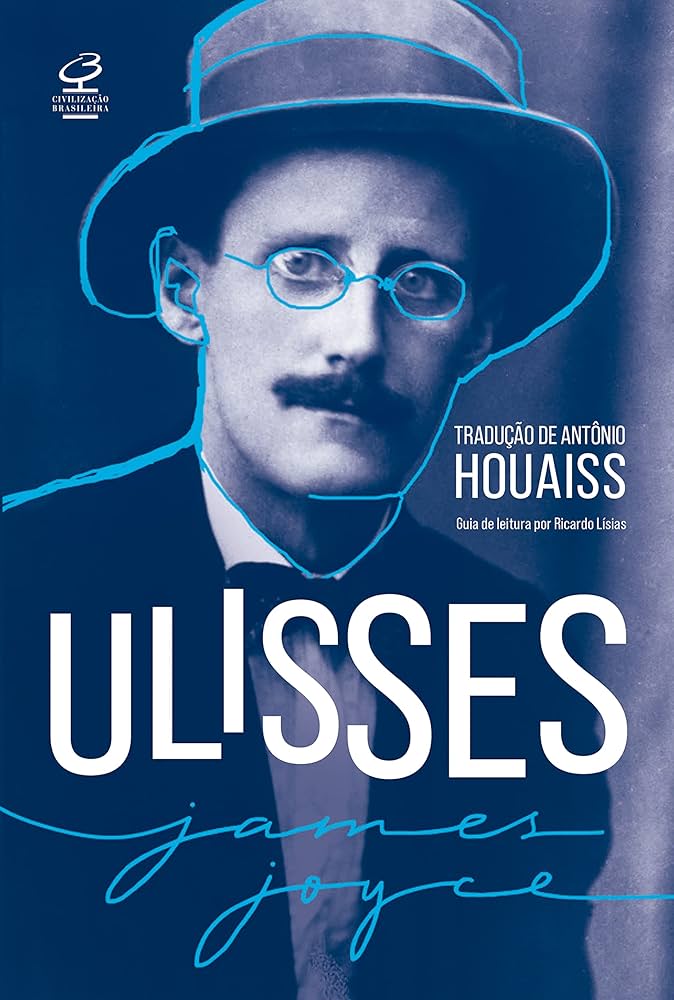 CIVILIZAÇÃO
BRASILEIRA
TRADUÇÃO DE ANTÔNIO
HOUAISS
Guia de leitura por Ricardo Lísias
ULISSES
james
joyce